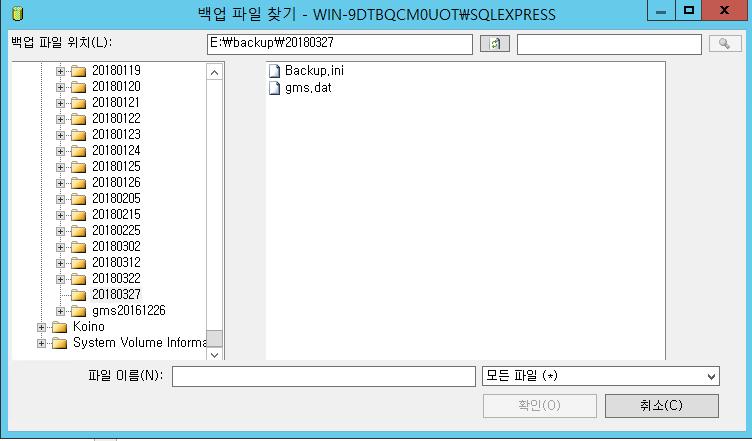 백업 파일 찾기 - WIN-9DTBQCM0UOT₩SQLEXPRESS
백업 파일 위치(L):
E:₩backup₩20180327
20180119
20180120
20180121
20180122
20180123
20180124
20180125
20180126
20180205
20180215
20180225
20180302
20180312
20180322
20180327
gms20161226
Koino
System Volume Informa
Backup.ini
gms.dat
파일 이름(N):
모든 파일 (*)
확인(O)
취소(C)